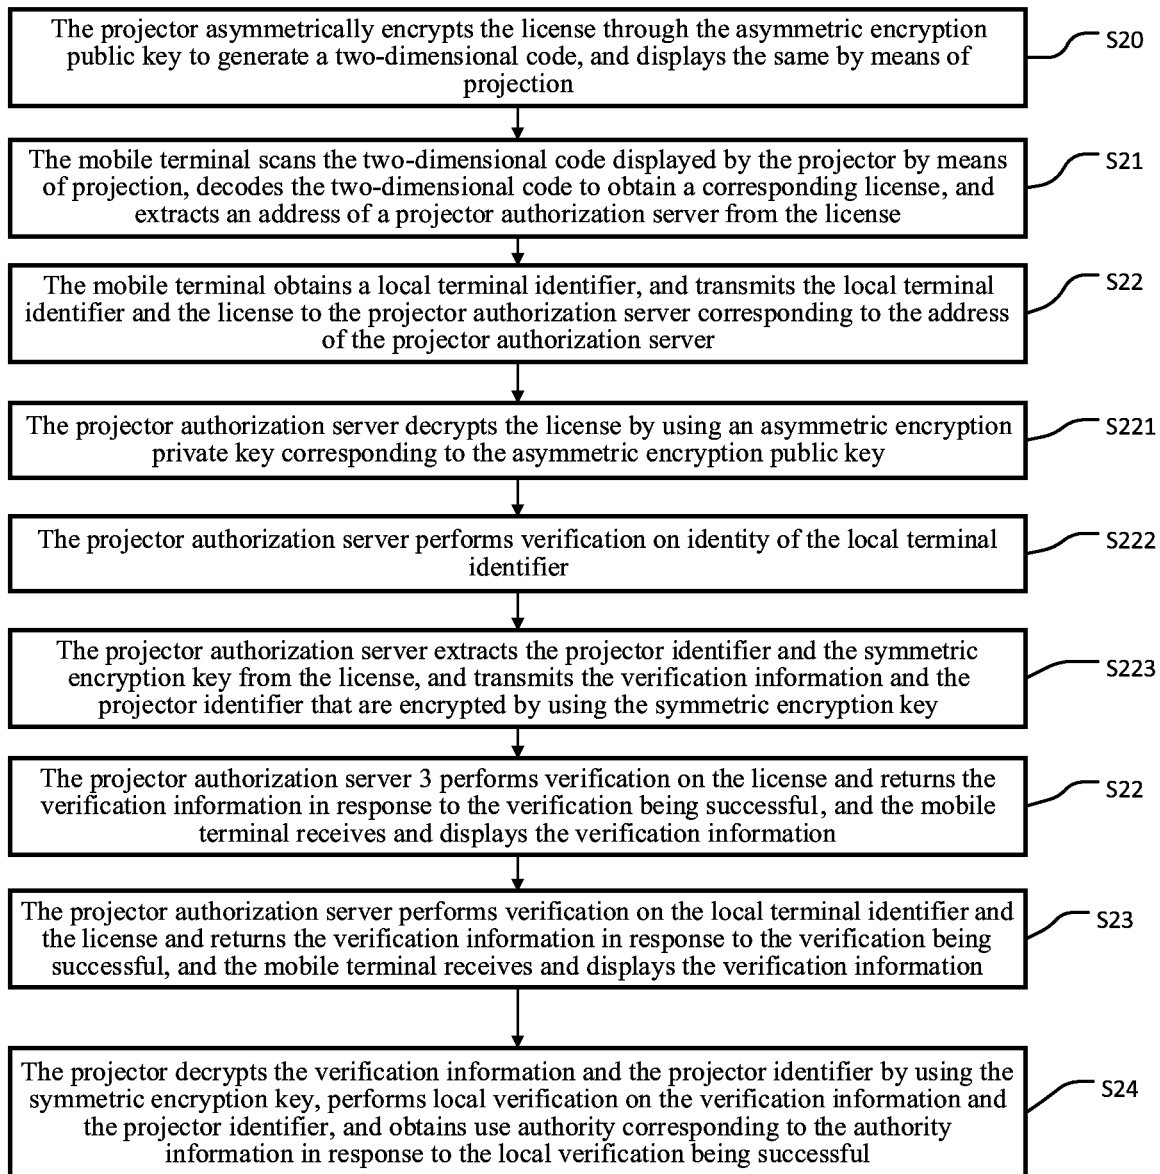 The projector asymmetrically encrypts the license through the asymmetric encryption
public key to generate a two-dimensional code, and displays the same by means of
projection
S20
The mobile terminal scans the two-dimensional code displayed by the projector by means
of projection, decodes the two-dimensional code to obtain a corresponding license, and
extracts an address of a projector authorization server from the license
S21
The mobile terminal obtains a local terminal identifier, and transmits the local terminal
identifier and the license to the projector authorization server corresponding to the address
of the projector authorization server
S22
The projector authorization server decrypts the license by using an asymmetric encryption
private key corresponding to the asymmetric encryption public key
S221
The projector authorization server performs verification on identity of the local terminal
identifier
S222
The projector authorization server extracts the projector identifier and the symmetric
encryption key from the license, and transmits the verification information and the
projector identifier that are encrypted by using the symmetric encryption key
S223
The projector authorization server 3 performs verification on the license and returns the
verification information in response to the verification being successful, and the mobile
terminal receives and displays the verification information
S22
The projector authorization server performs verification on the local terminal identifier and
the license and returns the verification information in response to the verification being
successful, and the mobile terminal receives and displays the verification information
S23
The projector decrypts the verification information and the projector identifier by using the
symmetric encryption key, performs local verification on the verification information and
the projector identifier, and obtains use authority corresponding to the authority
information in response to the local verification being successful
S24